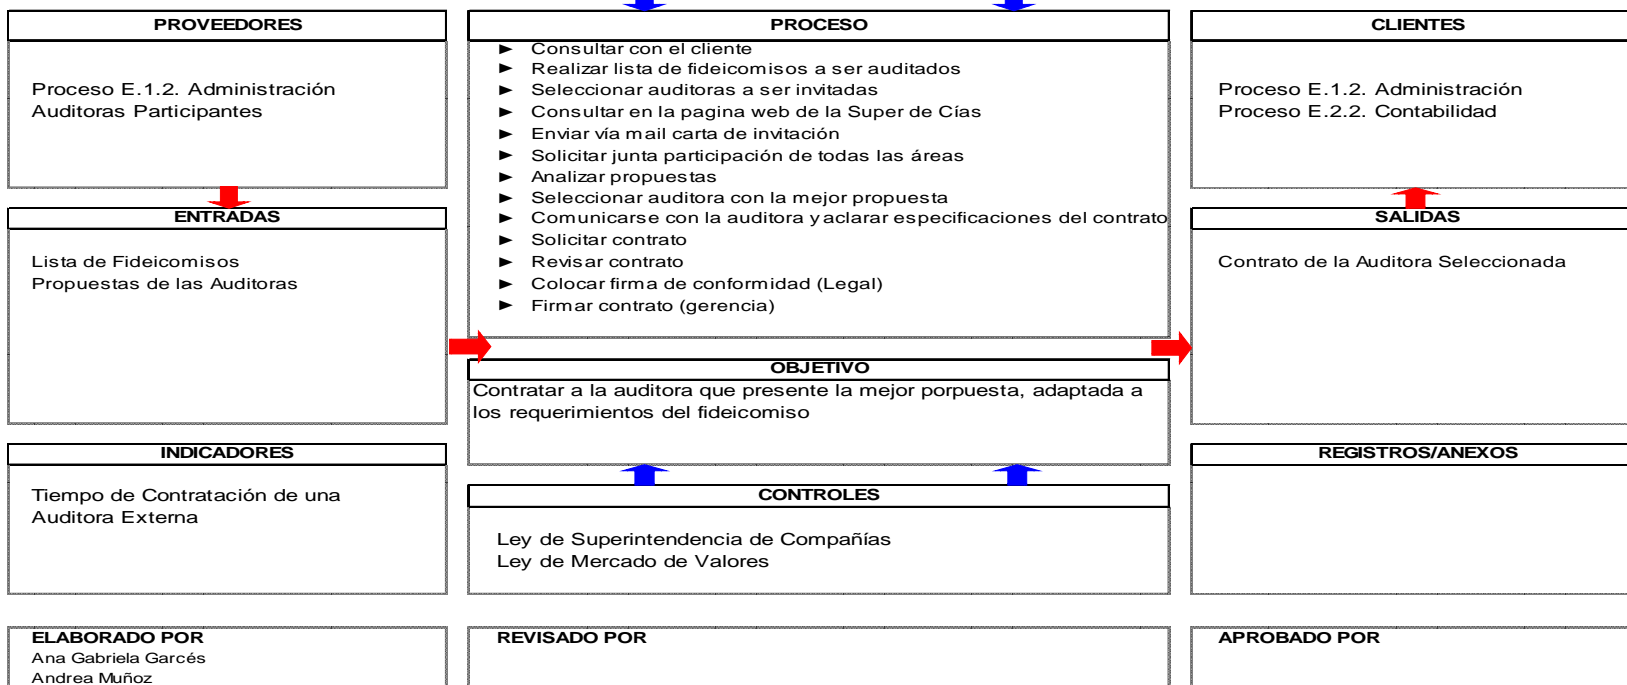 PROVEEDORES
Proceso E.1.2. Administración
Auditoras Participantes
ENTRADAS
Lista de Fideicomisos
Propuestas de las Auditoras
INDICADORES
Tiempo de Contratación de una
Auditora Externa
PROCESO
► Consultar con el cliente
► Realizar lista de fideicomisos a ser auditados
► Seleccionar auditoras a ser invitadas
► Consultar en la pagina web de la Super de Cías
► Enviar vía mail carta de invitación
► Solicitar junta participación de todas las áreas
► Analizar propuestas
► Seleccionar auditora con la mejor propuesta
► Comunicarse con la auditora y aclarar especificaciones del contrato
► Solicitar contrato
► Revisar contrato
► Colocar firma de conformidad (Legal)
► Firmar contrato (gerencia)
OBJETIVO
Contratar a la auditora que presente la mejor porpuesta, adaptada a
los requerimientos del fideicomiso
CONTROLES
Ley de Superintendencia de Compañías
Ley de Mercado de Valores
CLIENTES
Proceso E.1.2. Administración
Proceso E.2.2. Contabilidad
SALIDAS
Contrato de la Auditora Seleccionada
REGISTROS/ANEXOS
ELABORADO POR
Ana Gabriela Garcés
Andrea Muñoz
REVISADO POR
APROBADO POR